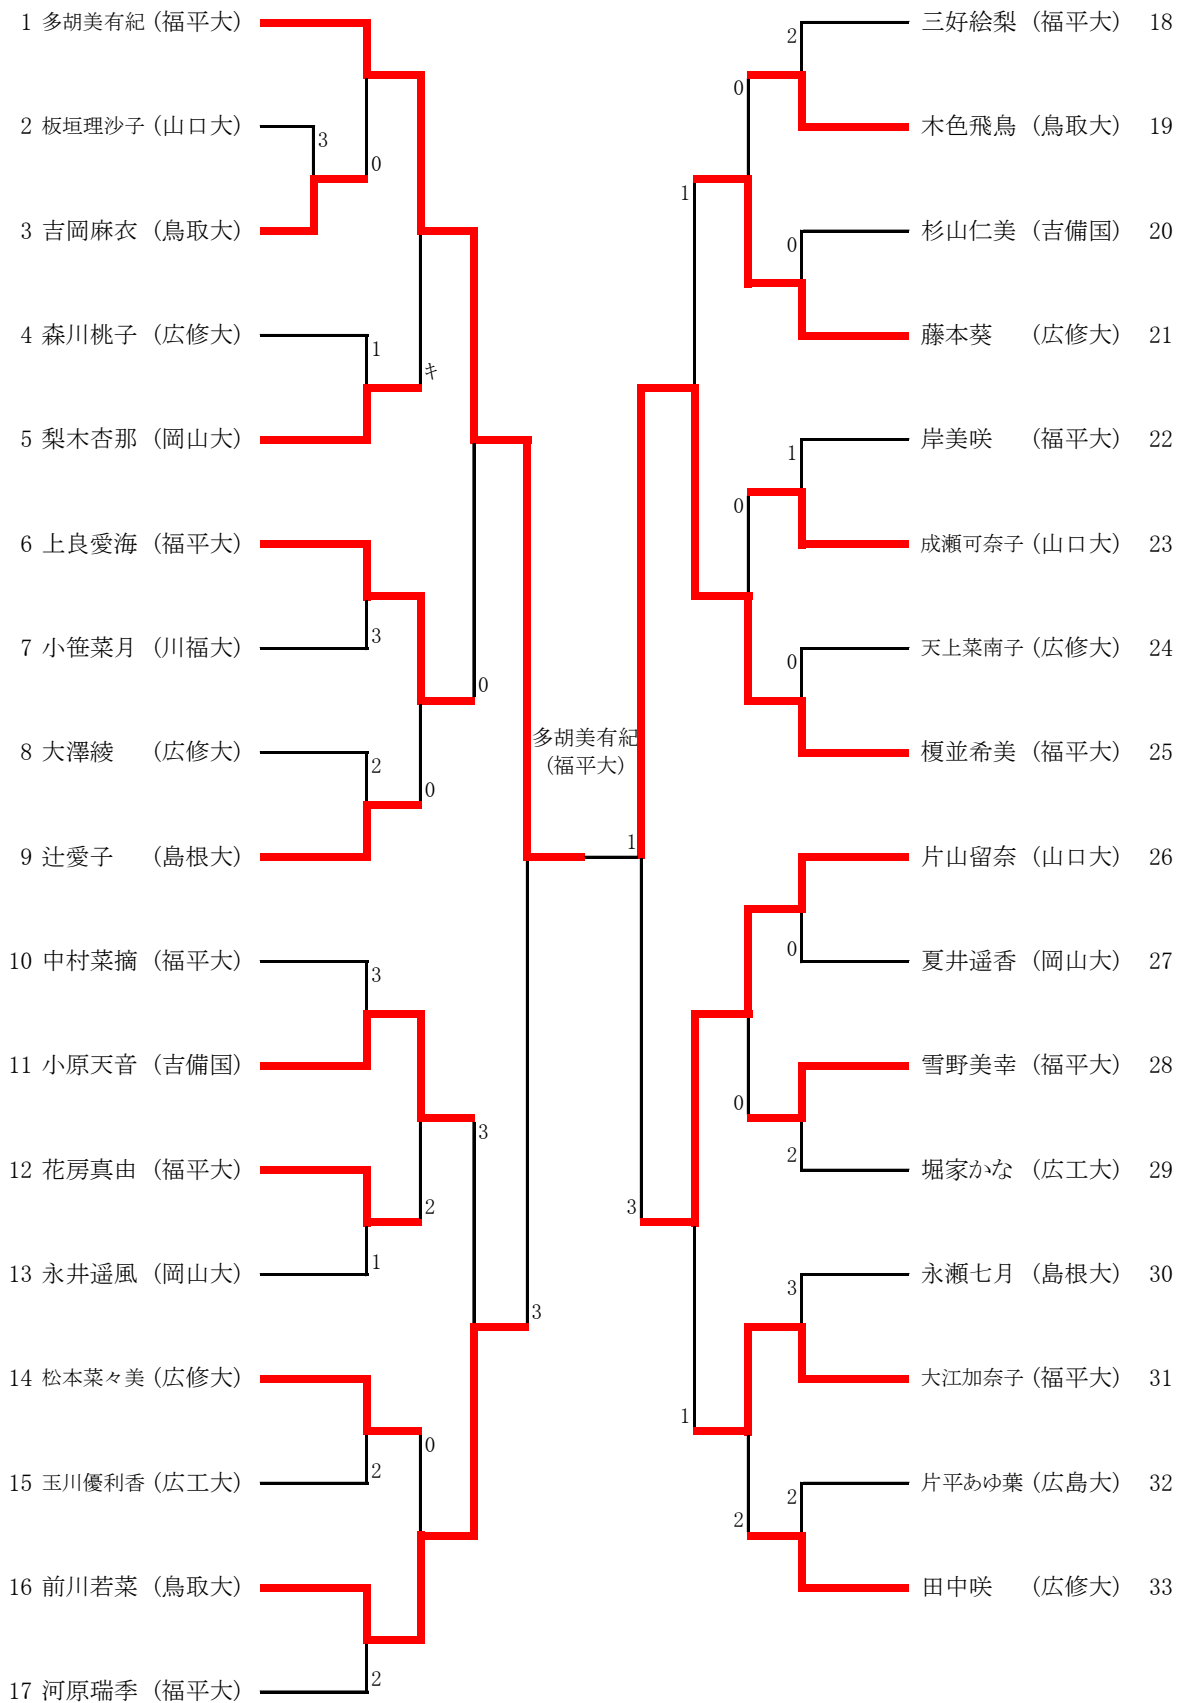 1 多胡美有紀 (福平大)
2 板垣理沙子 (山口大)
3
0
3 吉岡麻衣 (鳥取大)
4 森川桃子 (広修大)
1
キ
5 梨木杏那 (岡山大)
6 上良愛海 (福平大)
3
7 小笹菜月 (川福大)
0
8 大澤綾 (広修大)
2
0
9 辻愛子 (島根大)
10 中村菜摘 (福平大)
3
11 小原天音 (吉備国)
3
12 花房真由 (福平大)
2
1
13 永井遥風 (岡山大)
3
14 松本菜々美 (広修大)
0
2
15 玉川優利香 (広工大)
16 前川若菜 (鳥取大)
2
17 河原瑞季 (福平大)
多胡美有紀
(福平大)
1
三好絵梨 (福平大) 18
2
0
木色飛鳥 (鳥取大) 19
1
杉山仁美 (吉備国) 20
0
藤本葵 (広修大) 21
岸美咲 (福平大) 22
1
0
成瀬可奈子 (山口大) 23
天上菜南子 (広修大) 24
0
榎並希美 (福平大) 25
片山留奈 (山口大) 26
0
夏井遥香 (岡山大) 27
雪野美幸 (福平大) 28
0
2
堀家かな (広工大) 29
3
永瀬七月 (島根大) 30
3
大江加奈子 (福平大) 31
1
片平あゆ葉 (広島大) 32
2
2
田中咲 (広修大) 33